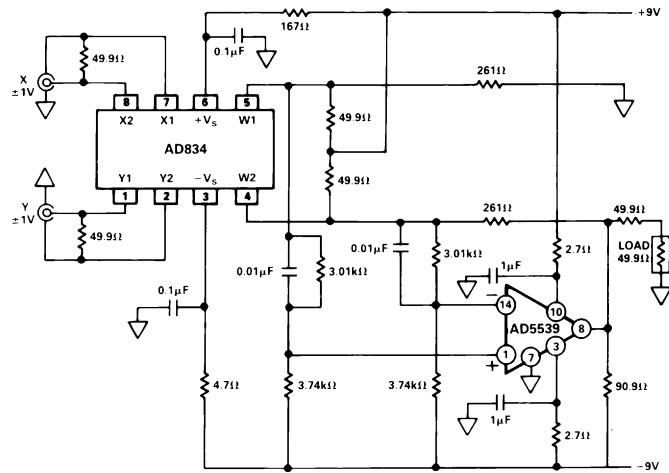 +9V
167Ω
0.1μF
49.9Ω
X
±1V
8
7
6
5
X2
X1
+VS
W1
261Ω
AD834
49.9Ω
49.9Ω
Y1
Y2
−VS
W2
1
2
3
4
Y
±1V
49.9Ω
261Ω
49.9Ω
LOAD
49.9Ω
0.01μF
3.01kΩ
0.01μF
3.01kΩ
2.7Ω
1μF
0.1μF
−
14
10
AD5539
8
1
7
3
+
4.7Ω
3.74kΩ
3.74kΩ
90.9Ω
1μF
2.7Ω
−9V